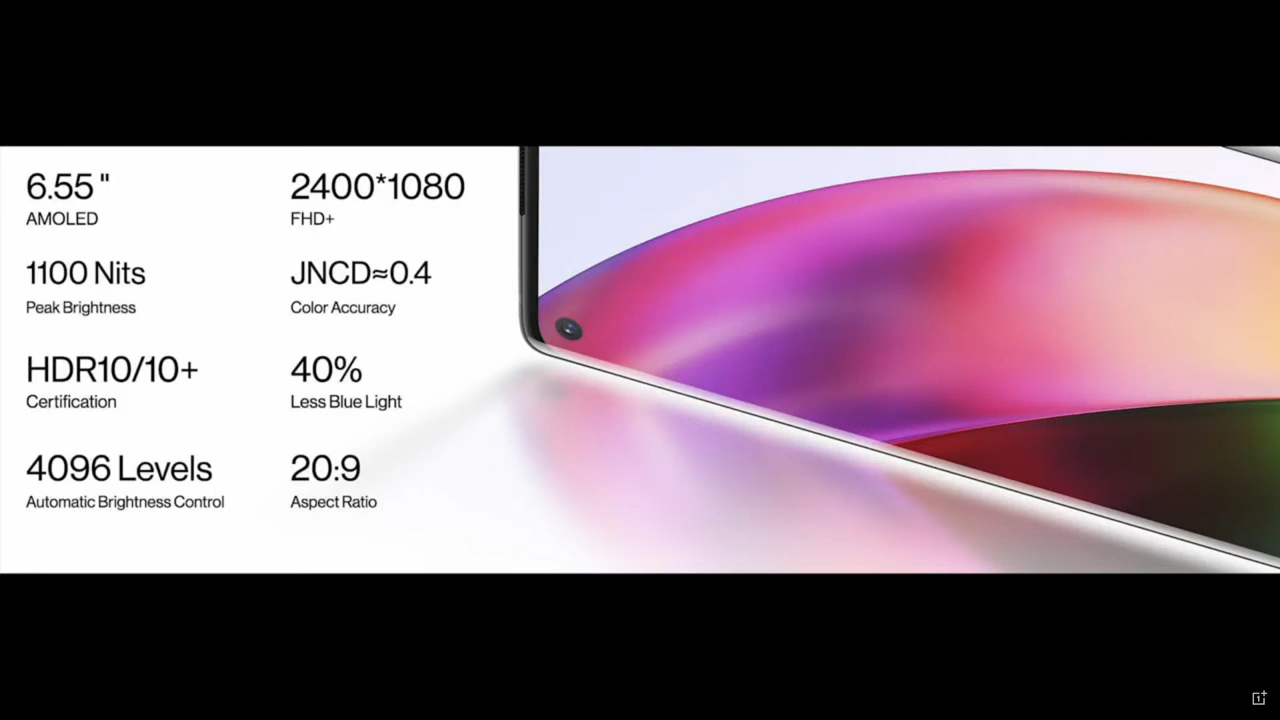 6.55 "
AMOLED
2400*1080
FHD+
1100 Nits
Peak Brightness
JNCD≈0.4
Color Accuracy
HDR10/10+
Certification
40%
Less Blue Light
4096 Levels
Automatic Brightness Control
20:9
Aspect Ratio
1+